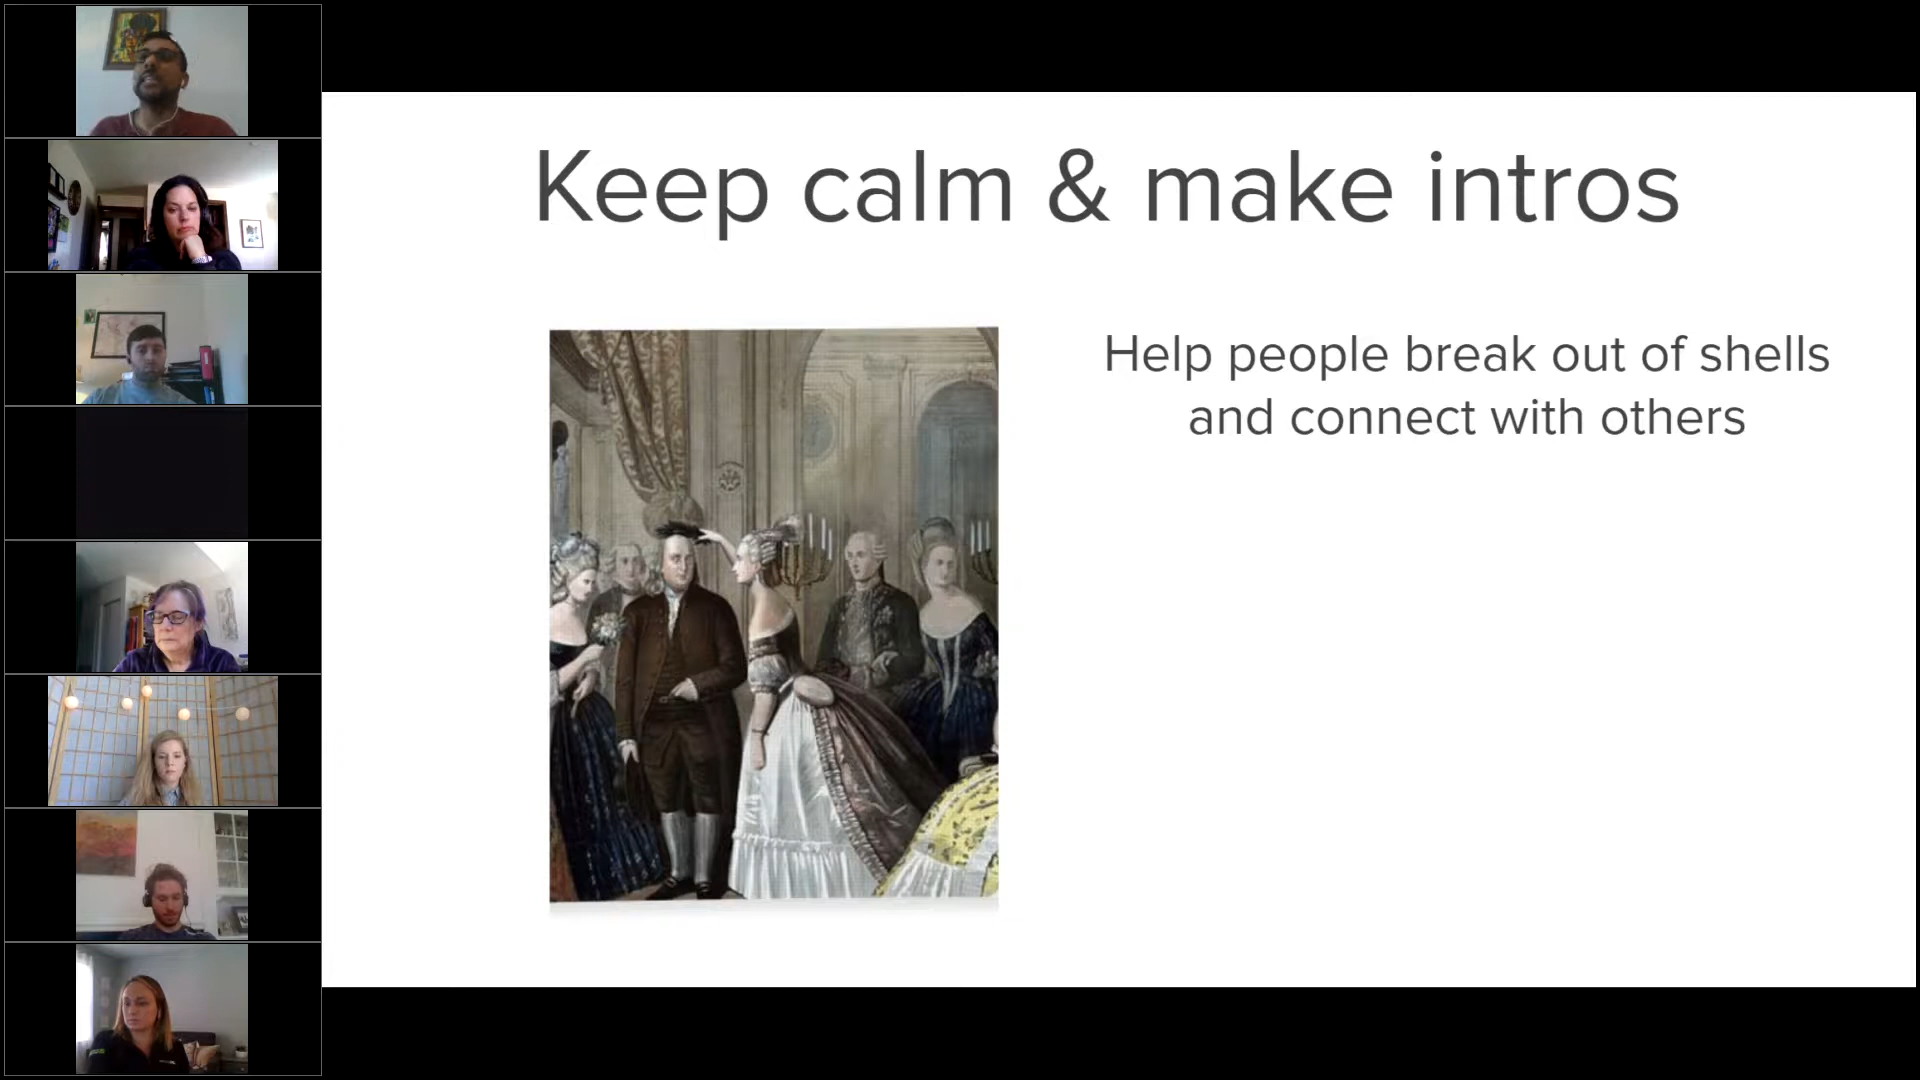 Keep calm & make intros
Help people break out of shells
and connect with others